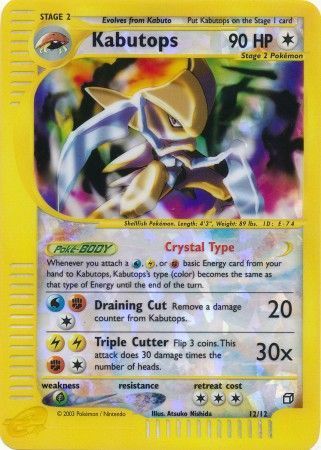 STAGE 2
Evolves from Kabuto
Put Kabutops on the Stage 1 card
Kabutops
90 HP
Stage 2 Pokémon
Shellfish Pokémon. Length: 4'3", Weight: 89 lbs. ID: E-74
Poké-BODY
Crystal Type
Whenever you attach a , , or basic Energy card from your
hand to Kabutops, Kabutops's type (color) becomes the same as
that type of Energy until the end of the turn.
Draining Cut Remove a damage
counter from Kabutops.
20
Triple Cutter Flip 3 coins. This
attack does 30 damage times the
number of heads.
30x
weakness
resistance
retreat cost
© 2003 Pokémon / Nintendo
Illus. Atsuko Nishida
12/12